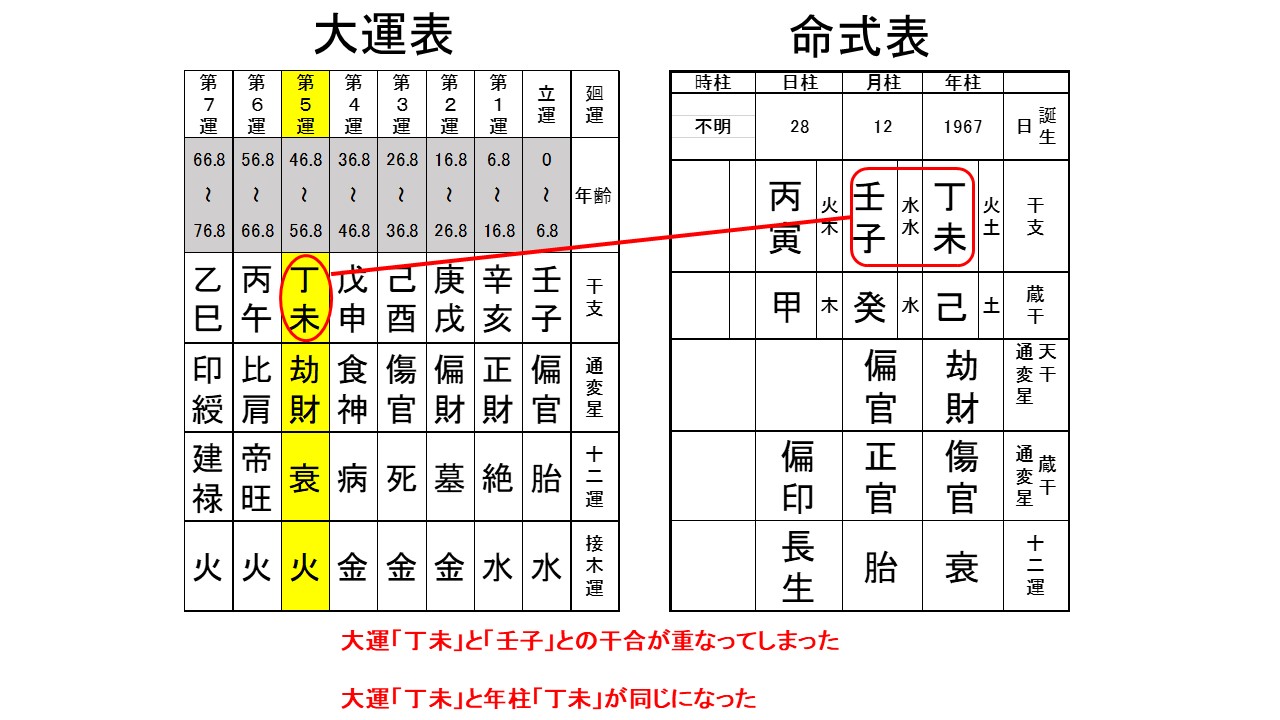 大運表
第7運 第6運 第5運 第4運 第3運 第2運 第1運 立運 廻運
66.8～76.8 56.8～66.8 46.8～56.8 36.8～46.8 26.8～36.8 16.8～26.8 6.8～16.8 0～6.8 年齢
乙巳 丙午 丁未 戊申 己酉 庚戌 辛亥 壬子 干支
印綬 比肩 劫財 食神 傷官 偏財 正財 偏官 通変星
建禄 帝旺 衰 病 死 墓 絶 胎 十二運
火 火 火 金 金 金 水 水 接木運
命式表
時柱 日柱 月柱 年柱
不明 28 12 1967 誕生日
丙寅 火木 壬子 水水 丁未 火土 干支
甲 木 癸 水 己 土 蔵干
偏官 劫財 天干通変星
偏印 正官 傷官 蔵干通変星
長生 胎 衰 十二運
大運「丁未」と「壬子」との干合が重なってしまった
大運「丁未」と年柱「丁未」が同じになった